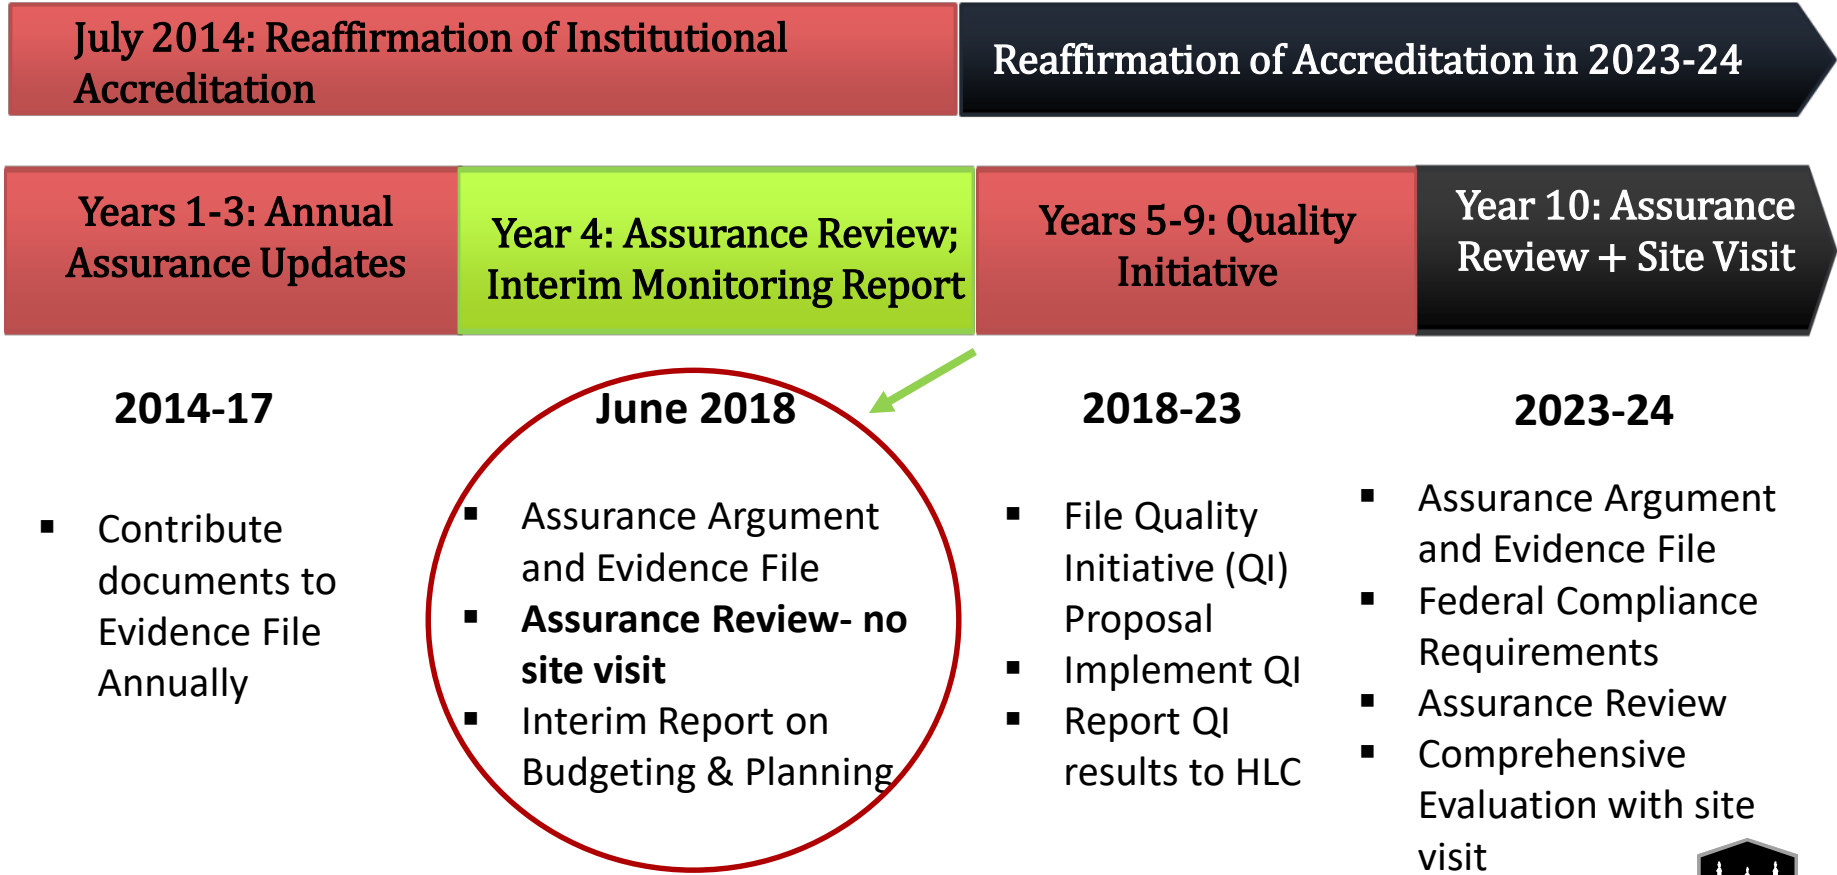 July 2014: Reaffirmation of Institutional
Accreditation
Reaffirmation of Accreditation in 2023-24
Years 1-3: Annual
Assurance Updates
Year 4: Assurance Review;
Interim Monitoring Report
Years 5-9: Quality
Initiative
Year 10: Assurance
Review + Site Visit
2014-17
▪ Contribute
documents to
Evidence File
Annually
June 2018
▪ Assurance Argument
and Evidence File
▪ Assurance Review- no
site visit
▪ Interim Report on
Budgeting & Planning
2018-23
▪ File Quality
Initiative (QI)
Proposal
▪ Implement QI
▪ Report QI
results to HLC
2023-24
▪ Assurance Argument
and Evidence File
▪ Federal Compliance
Requirements
▪ Assurance Review
▪ Comprehensive
Evaluation with site
visit